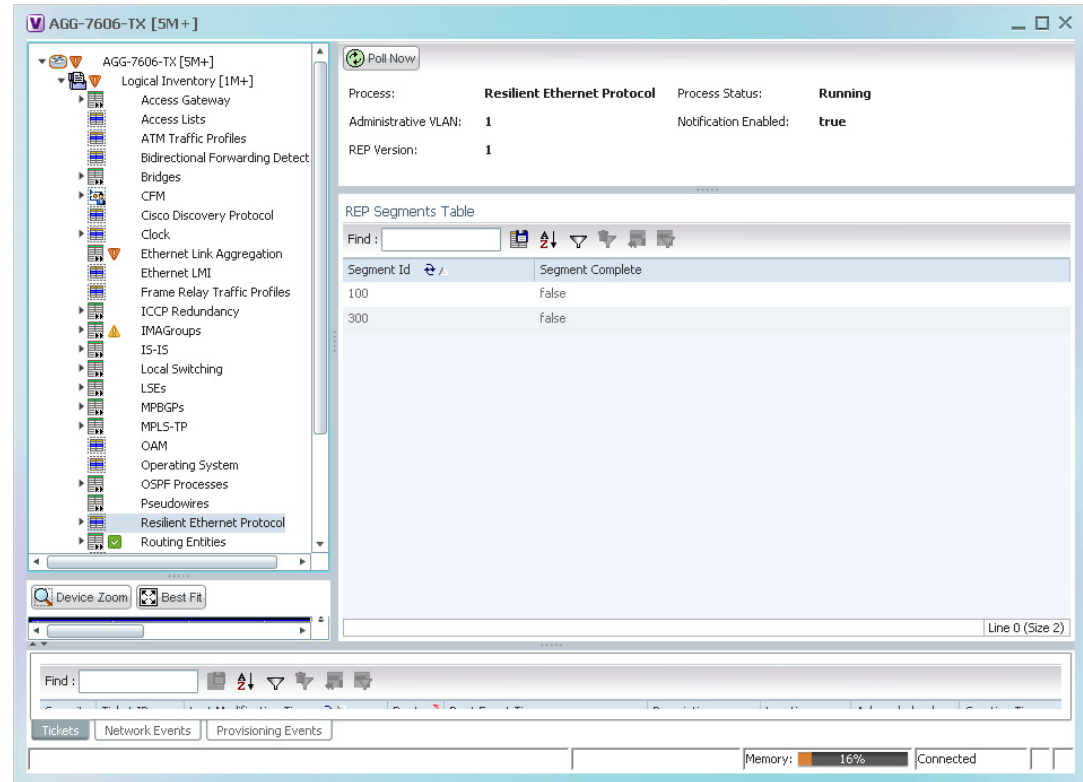 AGG-7606-TX [5M+]
AGG-7606-TX [5M+]
Logical Inventory [1M+]
Access Gateway
Access Lists
ATM Traffic Profiles
Bidirectional Forwarding Detect
Bridges
CFM
Cisco Discovery Protocol
Clock
Ethernet Link Aggregation
Ethernet LMI
Frame Relay Traffic Profiles
ICCP Redundancy
IMAGroups
IS-IS
Local Switching
LSEs
MPBGPs
MPLS-TP
OAM
Operating System
OSPF Processes
Pseudowires
Resilient Ethernet Protocol
Routing Entities
Device Zoom Best Fit
Poll Now
Process: Resilient Ethernet Protocol Process Status: Running
Administrative VLAN: 1 Notification Enabled: true
REP Version: 1
REP Segments Table
Find :
Segment Id Segment Complete
100 false
300 false
Line 0 (Size 2)
Find :
Tickets Network Events Provisioning Events
Memory: 16% Connected